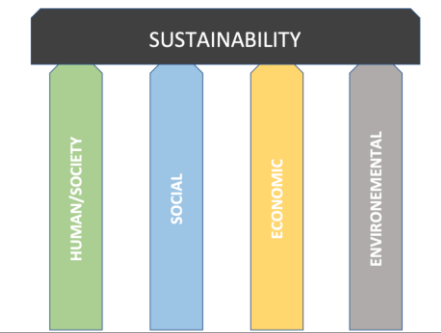 SUSTAINABILITY
HUMAN/SOCIETY
SOCIAL
ECONOMIC
ENVIRONEMENTAL